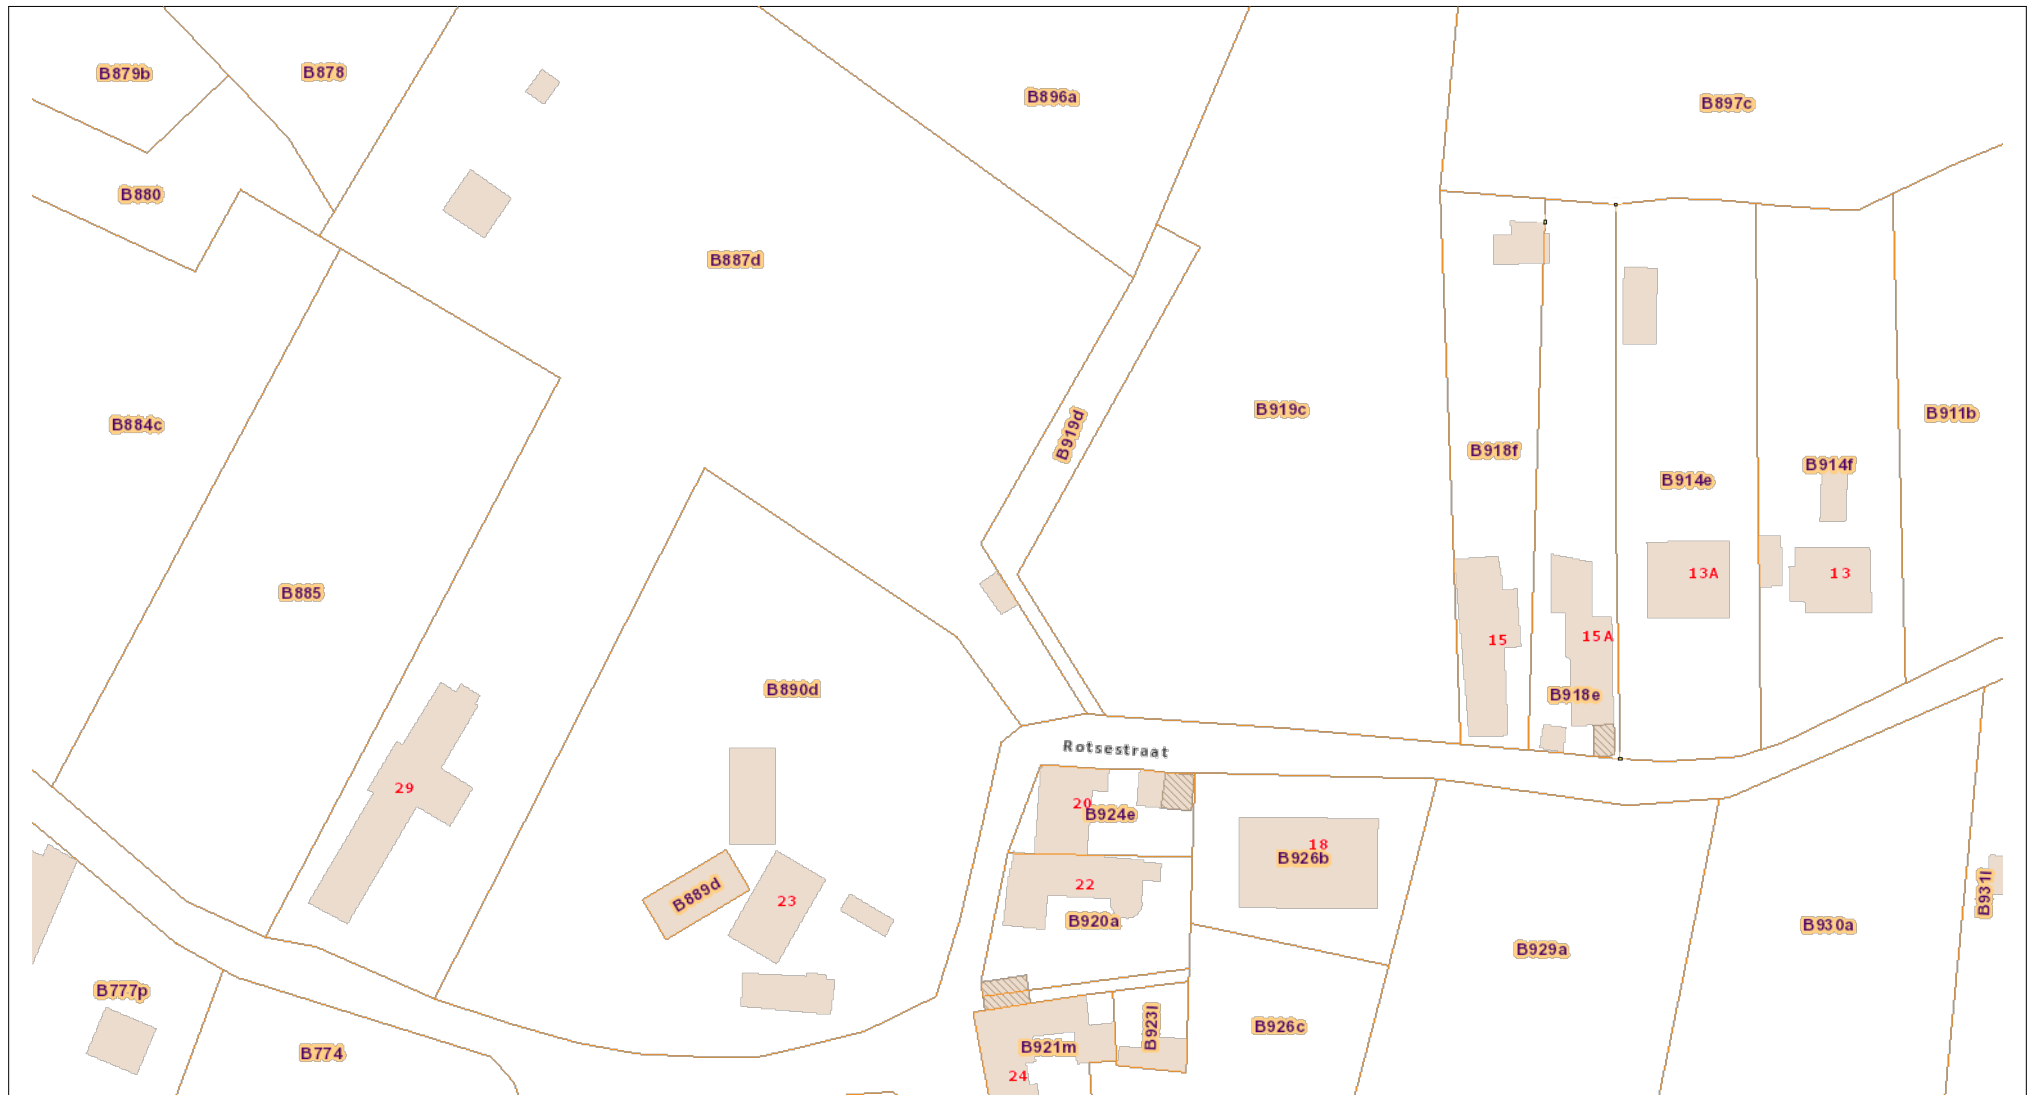 B879b
B878
B896a
B897c
B880
B887d
B919c
B911b
B884c
B919d
B918f
B914f
B914e
13A
13
B885
15
15A
B890d
B918e
Rotsestraat
29
20
B924e
18
B926b
B889d
23
22
B920a
B931l
B930a
B929a
B777p
B923l
B926c
B774
B921m
24